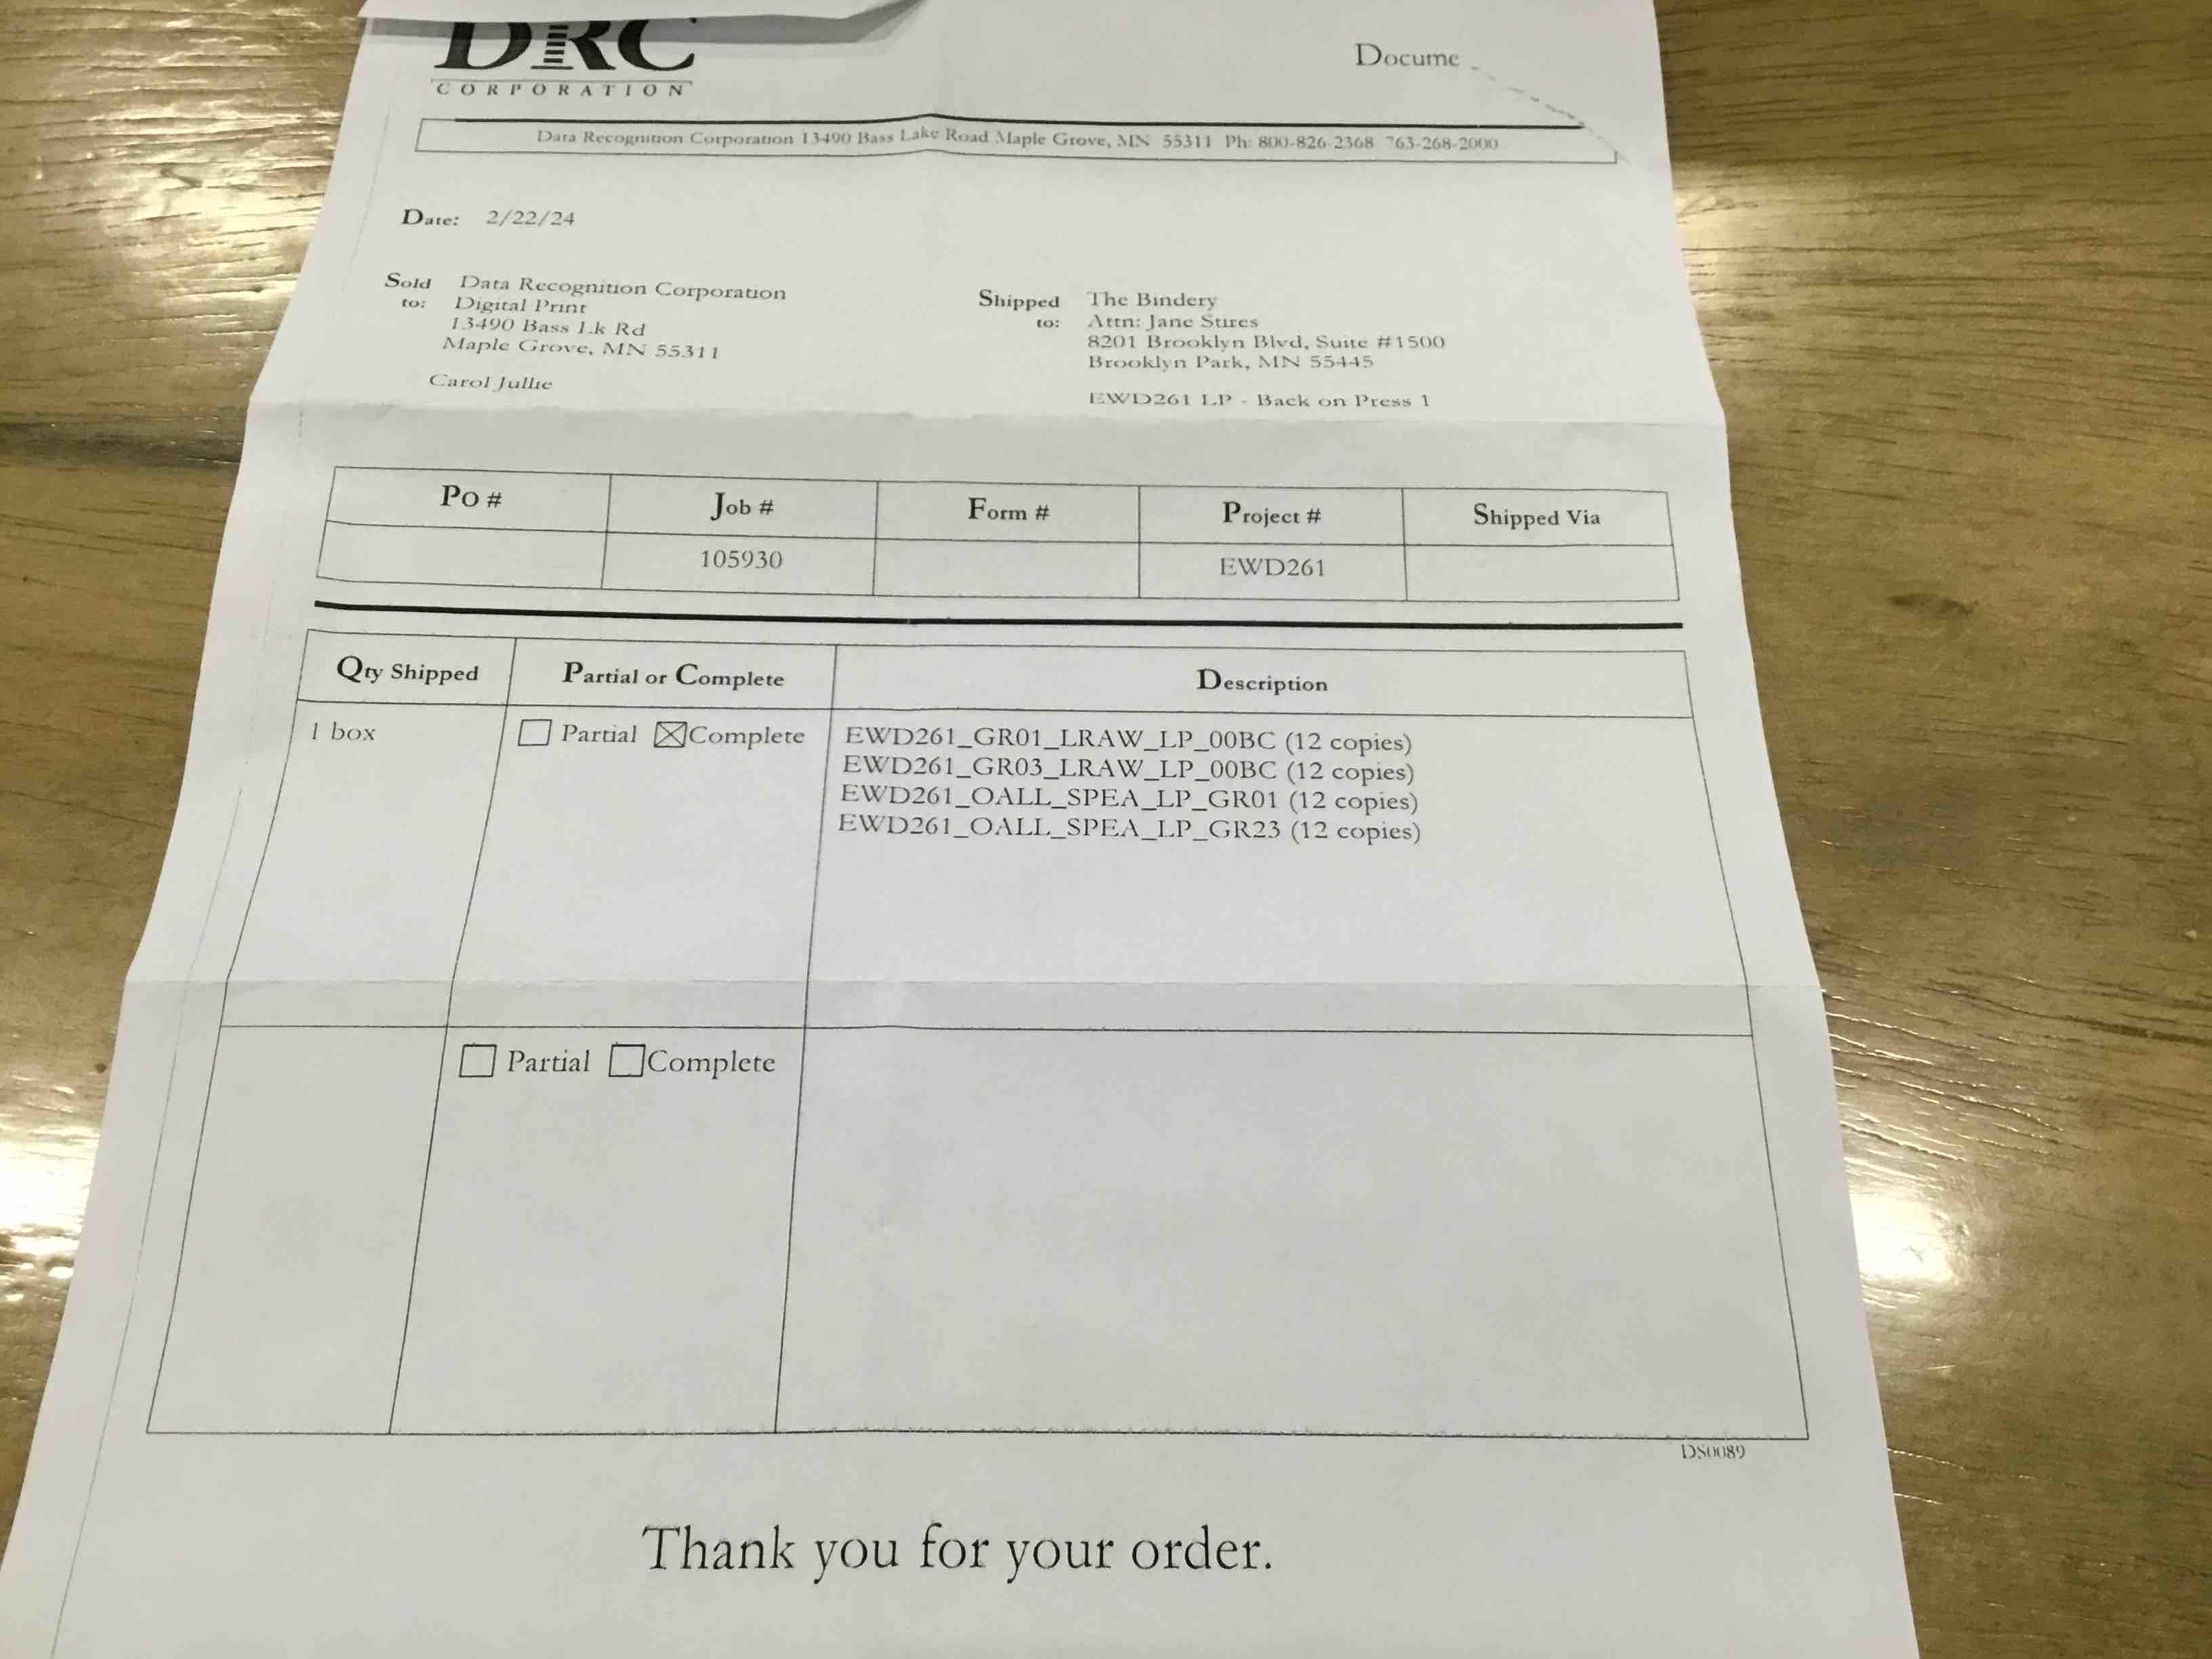 DRC
CORPORATION
Docume
Data Recognition Corporation 13490 Bass Lake Road Maple Grove, MN 55311 Ph: 800-826-2368 763-268-2000
Date: 2/22/24
Sold to: Data Recognition Corporation
Digital Print
13490 Bass Lk Rd
Maple Grove, MN 55311
Carol Jullie
Shipped to: The Bindery
Attn: Jane Stires
8201 Brooklyn Blvd, Suite #1500
Brooklyn Park, MN 55445
EWD261 LP - Back on Press 1
Po # Job # Form # Project # Shipped Via
105930 EWD261
Qty Shipped Partial or Complete Description
1 box Partial Complete EWD261_GR01_LRAW_LP_00BC (12 copies)
EWD261_GR03_LRAW_LP_00BC (12 copies)
EWD261_OALL_SPEA_LP_GR01 (12 copies)
EWD261_OALL_SPEA_LP_GR23 (12 copies)
Partial Complete
DS0089
Thank you for your order.